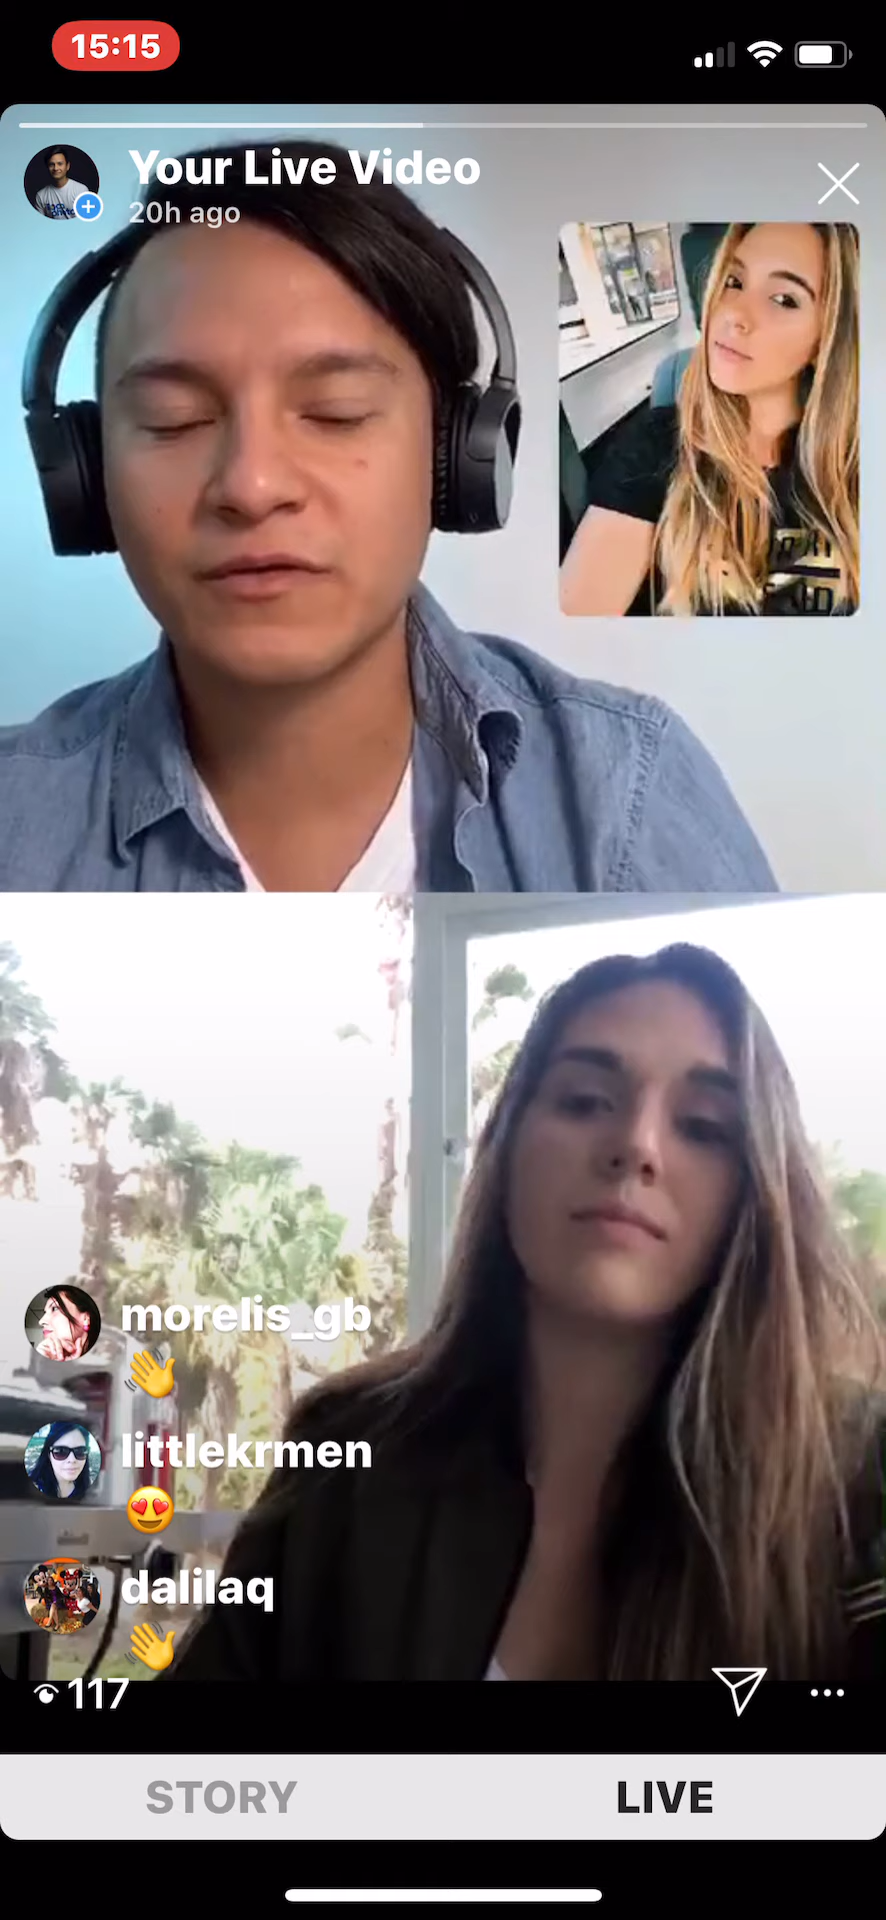 15:15
Your Live Video
20h ago
morelis_gb
👋
littlekrmen
😍
dalilaq
👋
117
STORY
LIVE